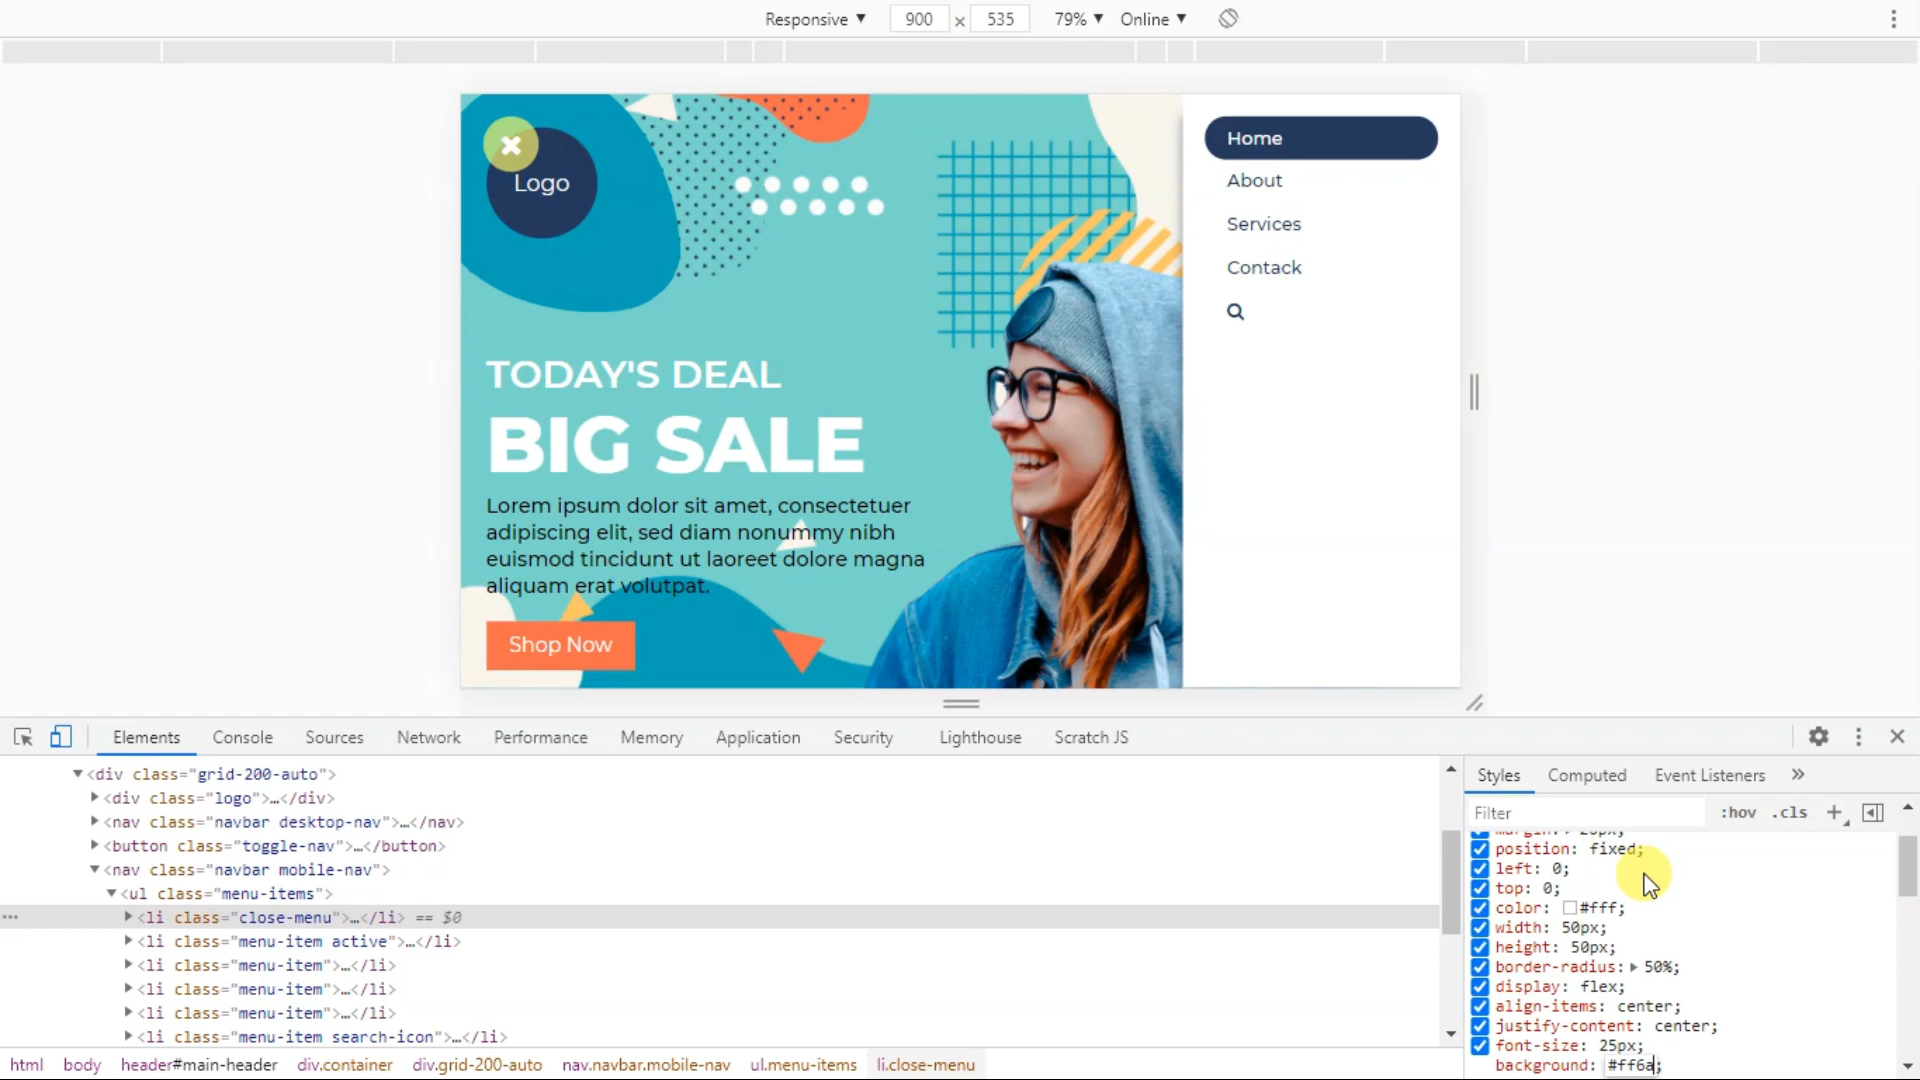 Responsive ▼ 900 x 535 79% ▼ Online ▼
Logo
TODAY'S DEAL
BIG SALE
Lorem ipsum dolor sit amet, consectetuer
adipiscing elit, sed diam nonummy nibh
euismod tincidunt ut laoreet dolore magna
aliquam erat volutpat.
Shop Now
Home
About
Services
Contack
Elements Console Sources Network Performance Memory Application Security Lighthouse Scratch JS
▼<div class="grid-200-auto">
▶<div class="logo">…</div>
▶<nav class="navbar desktop-nav">…</nav>
▶<button class="toggle-nav">…</button>
▼<nav class="navbar mobile-nav">
▼<ul class="menu-items">
… ▶<li class="close-menu">…</li> == $0
▶<li class="menu-item active">…</li>
▶<li class="menu-item">…</li>
▶<li class="menu-item">…</li>
▶<li class="menu-item">…</li>
▶<li class="menu-item search-icon">…</li>
html body header#main-header div.container div.grid-200-auto nav.navbar.mobile-nav ul.menu-items li.close-menu
Styles Computed Event Listeners »
Filter :hov .cls +
margin: ▶ 25px;
position: fixed;
left: 0;
top: 0;
color: #fff;
width: 50px;
height: 50px;
border-radius: ▶ 50%;
display: flex;
align-items: center;
justify-content: center;
font-size: 25px;
background: #ff6a;